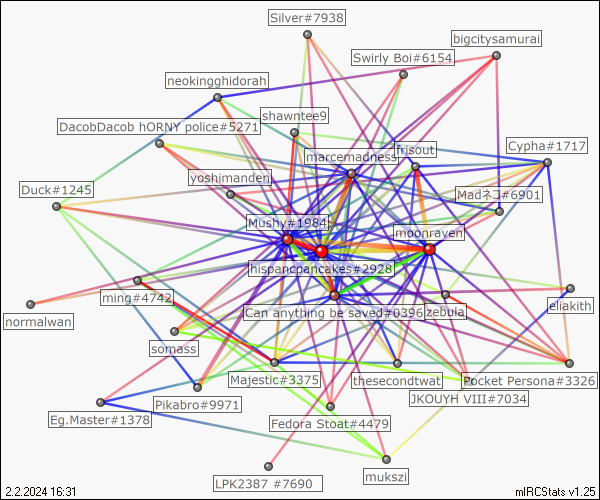 Silver#7938
bigcitysamurai
Swirly Boi#6154
neokingghidorah
shawntee9
DacobDacob hORNY police#5271
frisout
Cypha#1717
marcemadness
yoshimanden
Duck#1245
Madネコ#6901
Mushy#1984
moonraven
hispancpancakes#2928
ming#4742
eliakith
Can anything be saved#0396
zebula
normalwan
somass
Majestic#3375
thesecondtwat
Pocket Persona#3326
JKOUYH VIII#7034
Pikabro#9971
Eg.Master#1378
Fedora Stoat#4479
mukszi
LPK2387 #7690
2.2.2024 16:31
mIRCStats v1.25